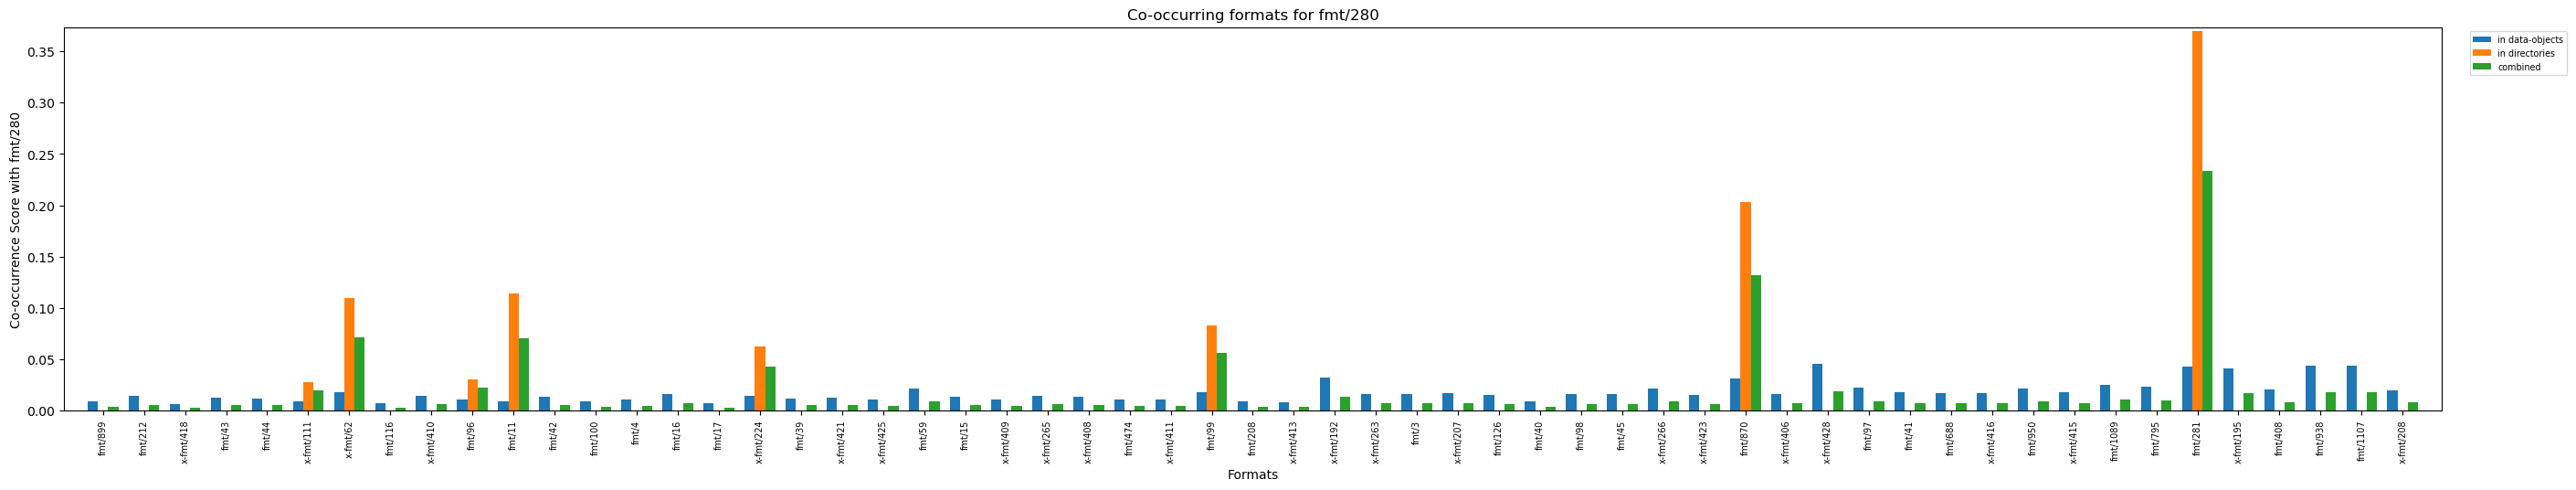 Co-occurring formats for fmt/280
Co-occurrence Score with fmt/280
0.35
0.30
0.25
0.20
0.15
0.10
0.05
0.00
in data-objects
in directories
combined
fmt/899
fmt/212
x-fmt/418
fmt/43
fmt/44
x-fmt/111
x-fmt/62
fmt/116
x-fmt/410
fmt/96
fmt/11
fmt/42
fmt/100
fmt/4
fmt/16
fmt/17
x-fmt/224
fmt/39
x-fmt/421
x-fmt/425
fmt/59
fmt/15
x-fmt/409
x-fmt/265
x-fmt/408
fmt/474
x-fmt/411
fmt/99
fmt/208
x-fmt/413
x-fmt/192
x-fmt/263
fmt/3
x-fmt/207
fmt/126
fmt/40
fmt/98
fmt/45
x-fmt/266
x-fmt/423
fmt/870
x-fmt/406
x-fmt/428
fmt/97
fmt/41
fmt/688
x-fmt/416
fmt/950
x-fmt/415
fmt/1089
fmt/795
fmt/281
x-fmt/195
fmt/408
fmt/938
fmt/1107
x-fmt/208
Formats